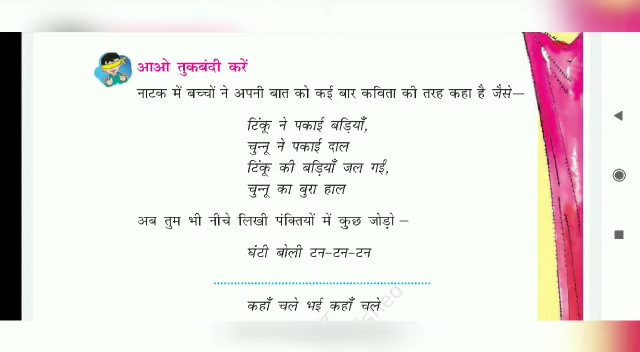 आओ तुकबंदी करें
नाटक में बच्चों ने अपनी बात को कई बार कविता की तरह कहा है जैसे—
टिंकू ने पकाई बड़ियाँ,
चुन्नू ने पकाई दाल
टिंकू की बड़ियाँ जल गईं,
चुन्नू का बुरा हाल
अब तुम भी नीचे लिखी पंक्तियों में कुछ जोड़ो –
घंटी बोली टन-टन-टन
कहाँ चले भई कहाँ चले